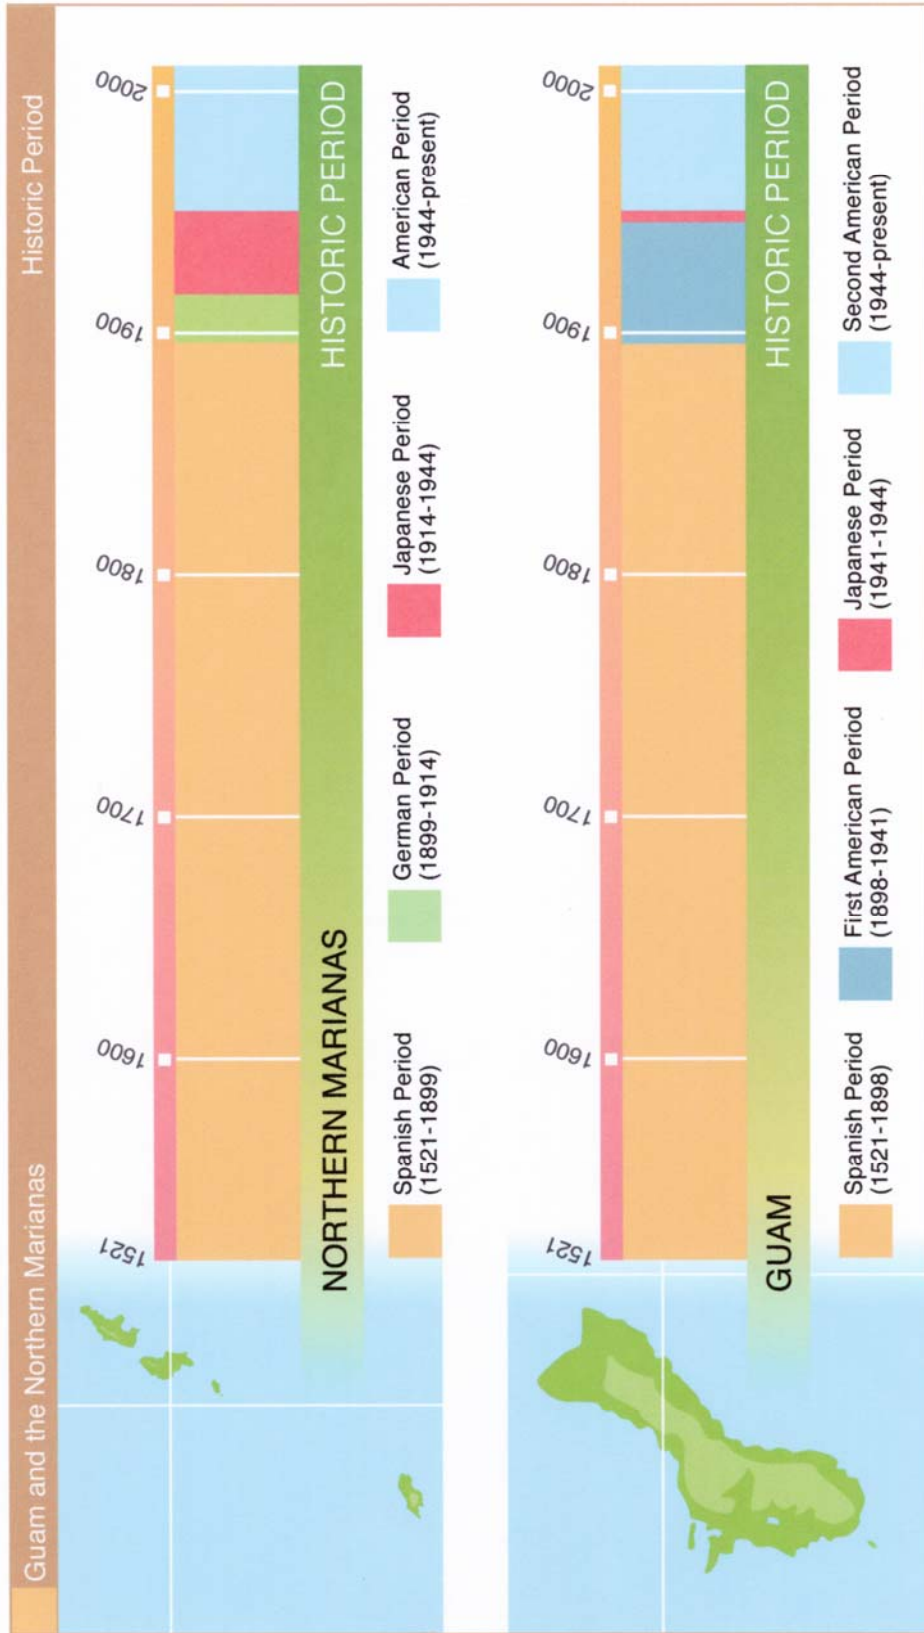 Guam and the Northern Marianas
Historic Period
1521
1600
1700
1800
1900
2000
NORTHERN MARIANAS
HISTORIC PERIOD
Spanish Period
(1521-1899)
German Period
(1899-1914)
Japanese Period
(1914-1944)
American Period
(1944-present)
1521
1600
1700
1800
1900
2000
GUAM
HISTORIC PERIOD
Spanish Period
(1521-1898)
First American Period
(1898-1941)
Japanese Period
(1941-1944)
Second American Period
(1944-present)